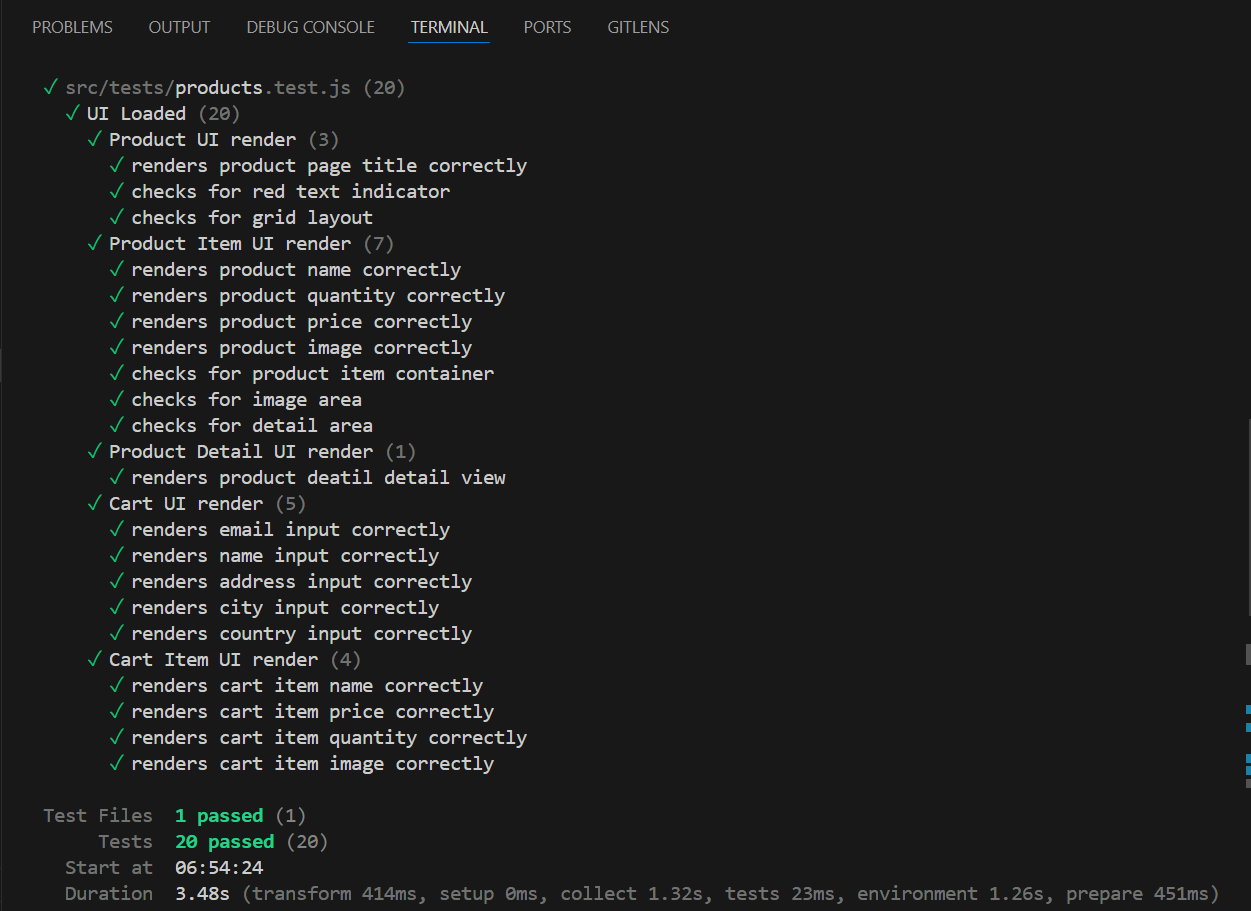 PROBLEMS OUTPUT DEBUG CONSOLE TERMINAL PORTS GITLENS
✓ src/tests/products.test.js (20)
✓ UI Loaded (20)
✓ Product UI render (3)
✓ renders product page title correctly
✓ checks for red text indicator
✓ checks for grid layout
✓ Product Item UI render (7)
✓ renders product name correctly
✓ renders product quantity correctly
✓ renders product price correctly
✓ renders product image correctly
✓ checks for product item container
✓ checks for image area
✓ checks for detail area
✓ Product Detail UI render (1)
✓ renders product deatil detail view
✓ Cart UI render (5)
✓ renders email input correctly
✓ renders name input correctly
✓ renders address input correctly
✓ renders city input correctly
✓ renders country input correctly
✓ Cart Item UI render (4)
✓ renders cart item name correctly
✓ renders cart item price correctly
✓ renders cart item quantity correctly
✓ renders cart item image correctly
Test Files 1 passed (1)
Tests 20 passed (20)
Start at 06:54:24
Duration 3.48s (transform 414ms, setup 0ms, collect 1.32s, tests 23ms, environment 1.26s, prepare 451ms)